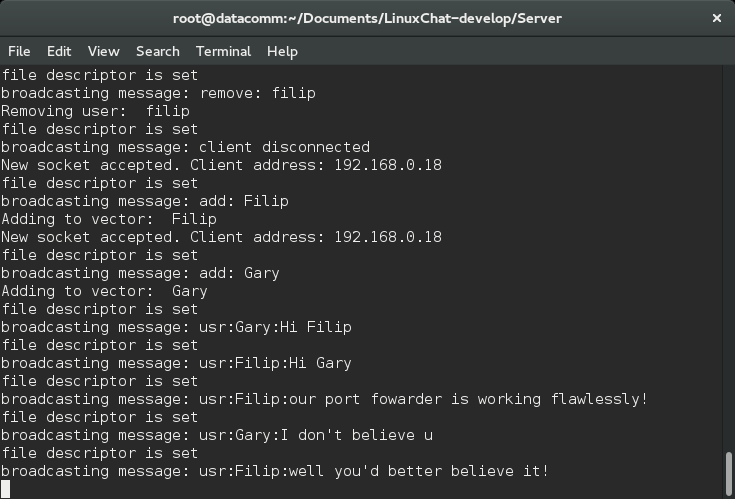 root@datacomm:~/Documents/LinuxChat-develop/Server
File Edit View Search Terminal Help
file descriptor is set
broadcasting message: remove: filip
Removing user:  filip
file descriptor is set
broadcasting message: client disconnected
New socket accepted. Client address: 192.168.0.18
file descriptor is set
broadcasting message: add: Filip
Adding to vector:  Filip
New socket accepted. Client address: 192.168.0.18
file descriptor is set
broadcasting message: add: Gary
Adding to vector:  Gary
file descriptor is set
broadcasting message: usr:Gary:Hi Filip
file descriptor is set
broadcasting message: usr:Filip:Hi Gary
file descriptor is set
broadcasting message: usr:Filip:our port fowarder is working flawlessly!
file descriptor is set
broadcasting message: usr:Gary:I don't believe u
file descriptor is set
broadcasting message: usr:Filip:well you'd better believe it!